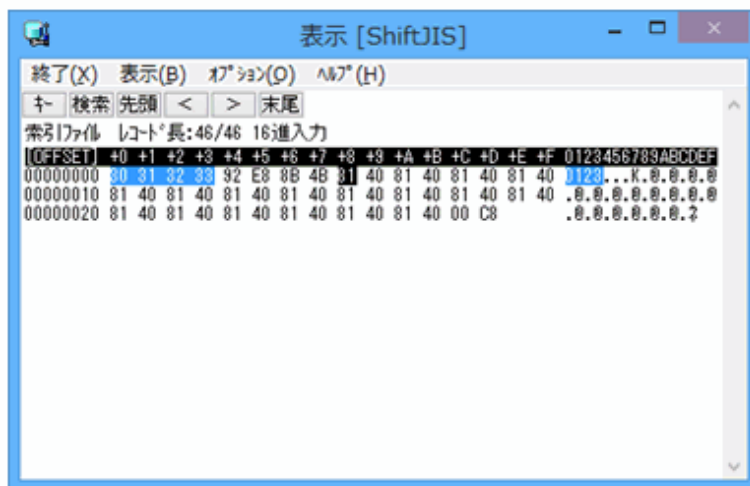 表示 [ShiftJIS]
終了(X) 表示(B) ｵﾌﾟｼｮﾝ(O) ﾍﾙﾌﾟ(H)
ｷｰ 検索 先頭 < > 末尾
索引ﾌｧｲﾙ ﾚｺｰﾄﾞ長:46/46 16進入力
[OFFSET] +0 +1 +2 +3 +4 +5 +6 +7 +8 +9 +A +B +C +D +E +F 0123456789ABCDEF
00000000 30 31 32 33 92 E8 8B 4B 81 40 81 40 81 40 81 40 0123...K.@.@.@.@
00000010 81 40 81 40 81 40 81 40 81 40 81 40 81 40 81 40 .@.@.@.@.@.@.@.@
00000020 81 40 81 40 81 40 81 40 81 40 81 40 00 C8 .@.@.@.@.@.@.ﾈ